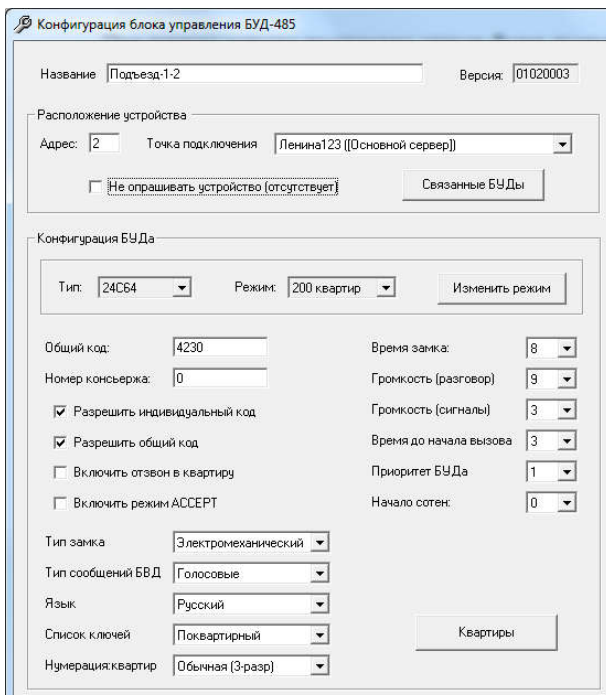 Конфигурация блока управления БУД-485
Название Подъезд-1-2 Версия: 01020003
Расположение устройства
Адрес: 2 Точка подключения Ленина123 ([Основной сервер])
Не опрашивать устройство (отсутствует) Связанные БУДы
Конфигурация БУДа
Тип: 24C64 Режим: 200 квартир Изменить режим
Общий код: 4230 Время замка: 8
Номер консьержа: 0 Громкость (разговор) 9
Разрешить индивидуальный код Громкость (сигналы) 3
Разрешить общий код Время до начала вызова 3
Включить отзвон в квартиру Приоритет БУДа 1
Включить режим ACCEPT Начало сотен: 0
Тип замка Электромеханический
Тип сообщений БВД Голосовые
Язык Русский
Список ключей Поквартирный Квартиры
Нумерация:квартир Обычная (3-разр)